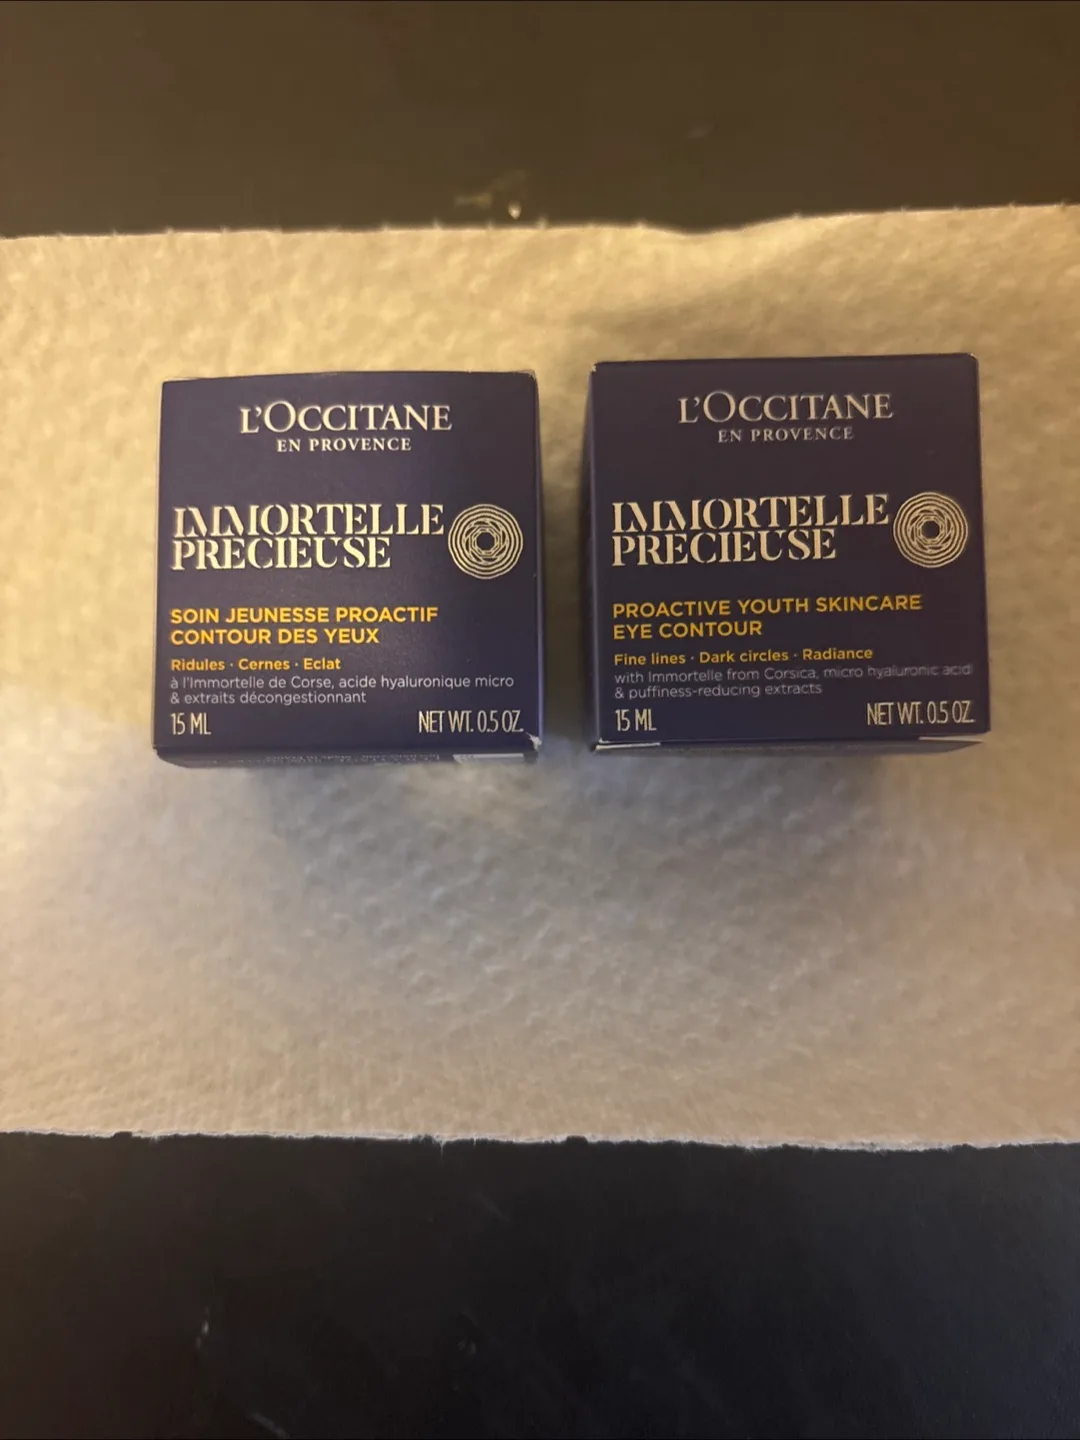 L'OCCITANE
EN PROVENCE
IMMORTELLE
PRECIEUSE
SOIN JEUNESSE PROACTIF
CONTOUR DES YEUX
Ridules · Cernes · Eclat
à l'Immortelle de Corse, acide hyaluronique micro
& extraits décongestionnant
15 ML NET WT. 0.5 OZ.
L'OCCITANE
EN PROVENCE
IMMORTELLE
PRECIEUSE
PROACTIVE YOUTH SKINCARE
EYE CONTOUR
Fine lines · Dark circles · Radiance
with Immortelle from Corsica, micro hyaluronic acid
& puffiness-reducing extracts
15 ML NET WT. 0.5 OZ.